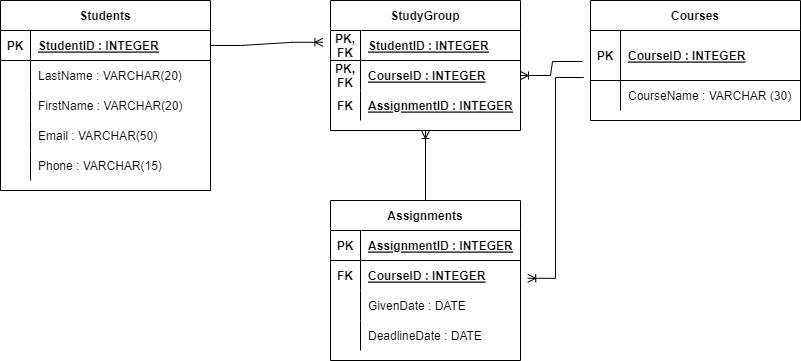 Students
PK StudentID : INTEGER
LastName : VARCHAR(20)
FirstName : VARCHAR(20)
Email : VARCHAR(50)
Phone : VARCHAR(15)
StudyGroup
PK, FK StudentID : INTEGER
PK, FK CourseID : INTEGER
FK AssignmentID : INTEGER
Courses
PK CourseID : INTEGER
CourseName : VARCHAR (30)
Assignments
PK AssignmentID : INTEGER
FK CourseID : INTEGER
GivenDate : DATE
DeadlineDate : DATE